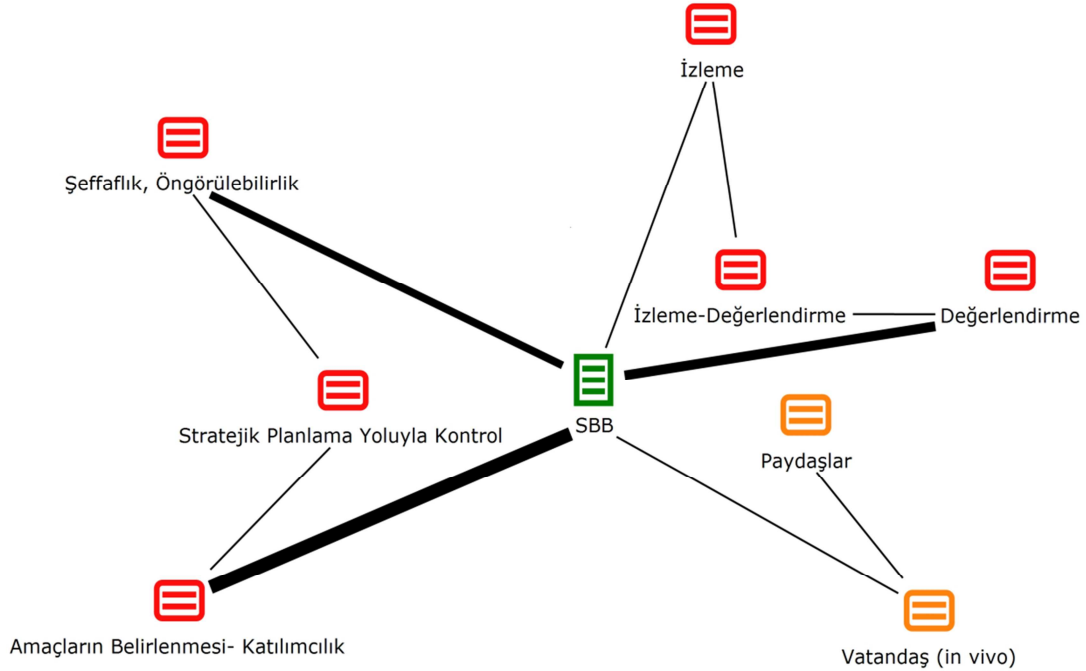 İzleme
Şeffaflık, Öngörülebilirlik
İzleme-Değerlendirme
Değerlendirme
SBB
Stratejik Planlama Yoluyla Kontrol
Paydaşlar
Amaçların Belirlenmesi- Katılımcılık
Vatandaş (in vivo)